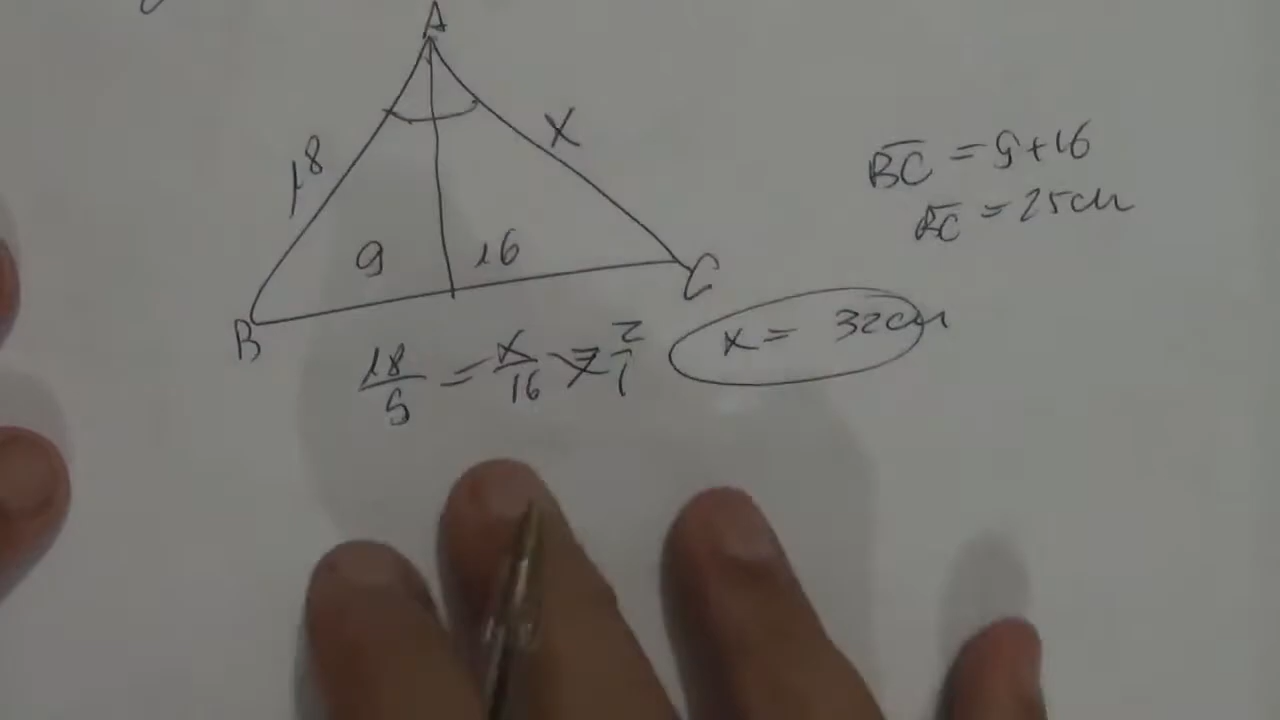 A
18
X
BC = 9+16
BC = 25cm
9
16
C
B
18/9 = x/16 = 2/1
x = 32cm